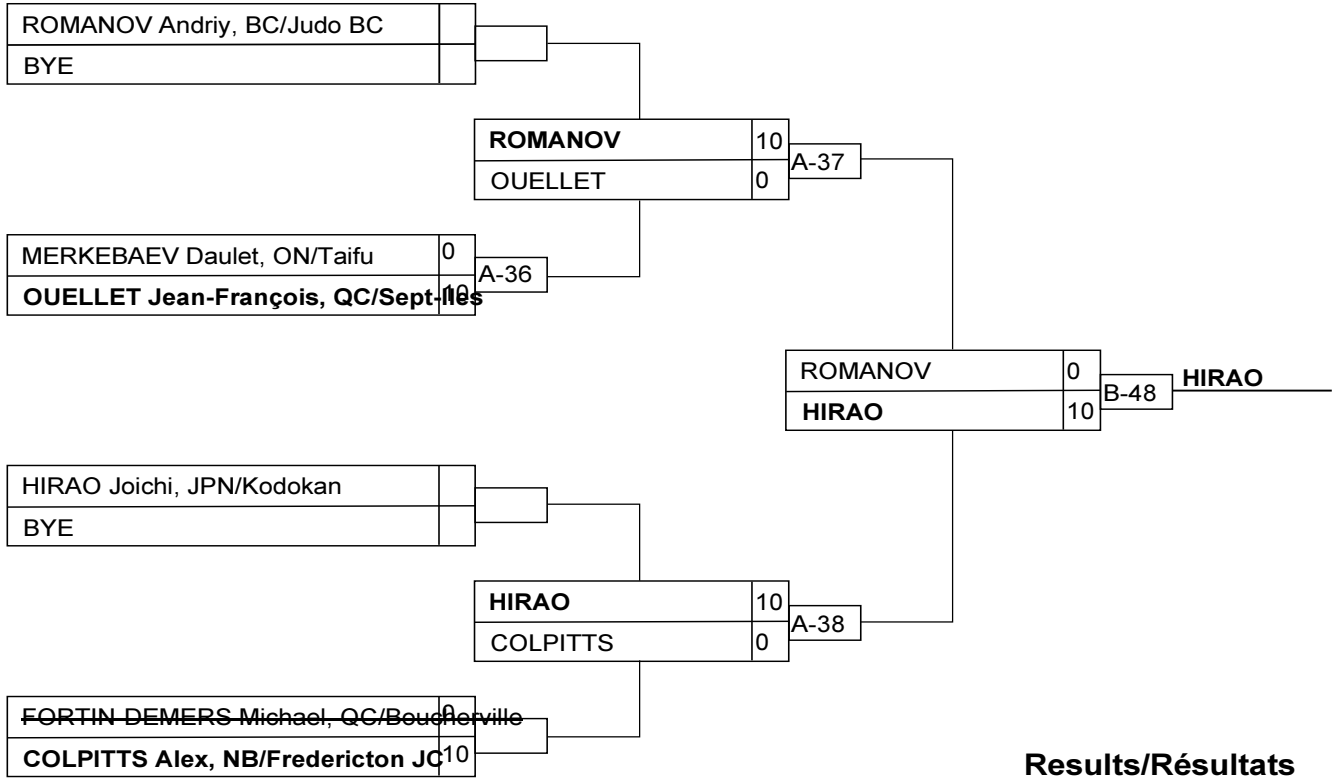 ROMANOV Andriy, BC/Judo BC
BYE
ROMANOV 10
OUELLET 0
A-37
MERKEBAEV Daulet, ON/Taifu 0
OUELLET Jean-François, QC/Sept-Iles 10
A-36
ROMANOV 0
HIRAO 10
B-48
HIRAO
HIRAO Joichi, JPN/Kodokan
BYE
HIRAO 10
COLPITTS 0
A-38
FORTIN-DEMERS Michael, QC/Boucherville 0
COLPITTS Alex, NB/Fredericton JC 10
Results/Résultats